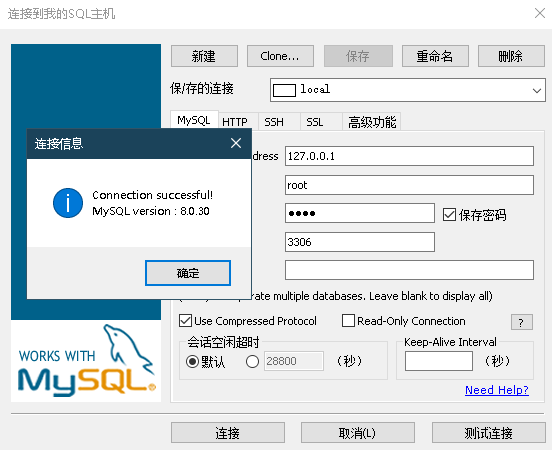 连接到我的SQL主机
新建
Clone...
保存
重命名
删除
保/存的连接
local
MySQL
HTTP
SSH
SSL
高级功能
连接信息
Connection successful!
MySQL version : 8.0.30
确定
dress
127.0.0.1
root
●●●●
保存密码
3306
rate multiple databases. Leave blank to display all)
Use Compressed Protocol
Read-Only Connection
?
会话空闲超时
默认
28800
（秒）
Keep-Alive Interval
（秒）
Need Help?
WORKS WITH
MySQL
连接
取消(L)
测试连接